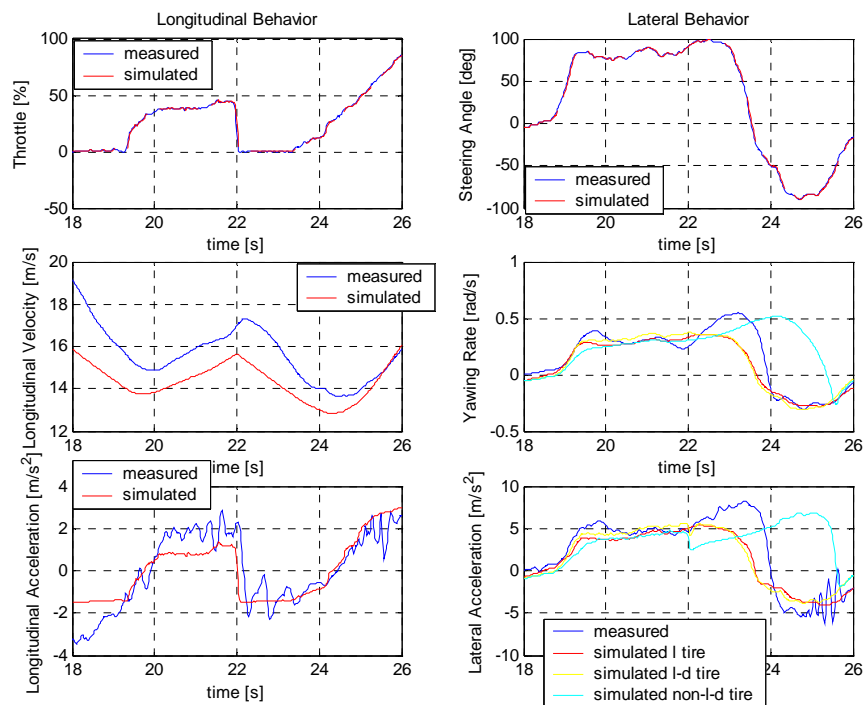 Longitudinal Behavior
Throttle [%]
100
50
0
-50
measured
simulated
18 20 22 24 26
time [s]
Longitudinal Velocity [m/s]
20
18
16
14
12
measured
simulated
18 20 22 24 26
time [s]
Longitudinal Acceleration [m/s²]
4
2
0
-2
-4
measured
simulated
18 20 22 24 26
time [s]
Lateral Behavior
Steering Angle [deg]
100
50
0
-50
-100
measured
simulated
18 20 22 24 26
time [s]
Yawing Rate [rad/s]
1
0.5
0
-0.5
18 20 22 24 26
time [s]
Lateral Acceleration [m/s²]
10
5
0
-5
-10
measured
simulated l tire
simulated l-d tire
simulated non-l-d tire
26